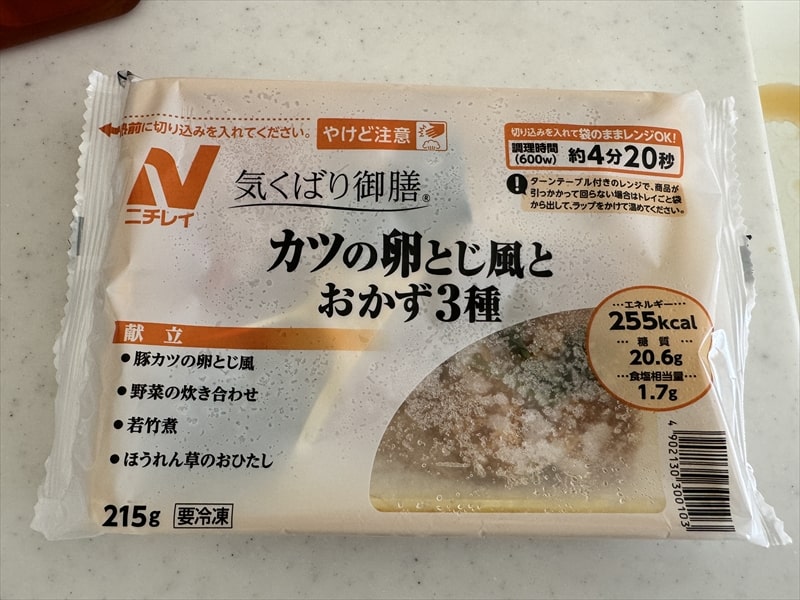 前に切り込みを入れてください。
やけど注意
切り込みを入れて袋のままレンジOK!
調理時間
(600w)
約4分20秒
ターンテーブル付きのレンジで、商品が
引っかかって回らない場合はトレイごと袋
から出して、ラップをかけて温めてください。
ニチレイ
気くばり御膳®
カツの卵とじ風と
おかず3種
献立
●豚カツの卵とじ風
●野菜の炊き合わせ
●若竹煮
●ほうれん草のおひたし
エネルギー
255kcal
糖質
20.6g
食塩相当量
1.7g
215g
要冷凍
4902130300103